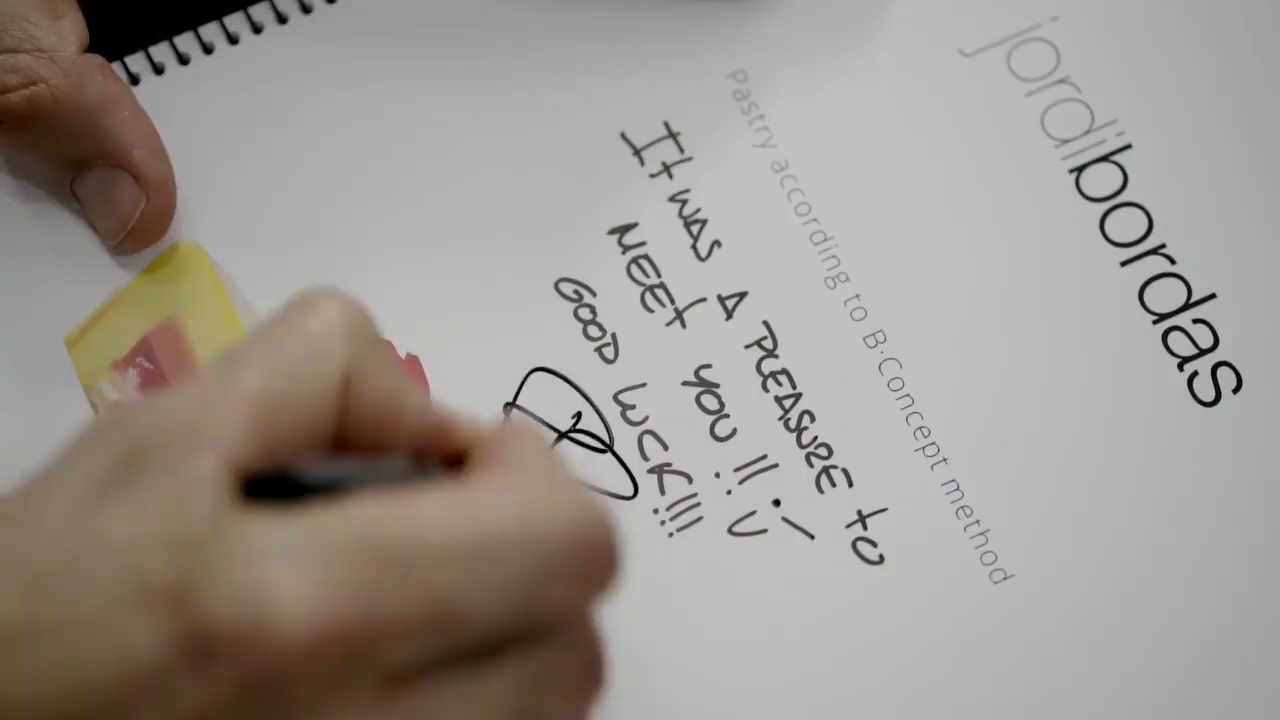 jordibordas
Pastry according to B·Concept method
It was A PLEASURE to
MEET YOU !!
GOOD LUCK!!!